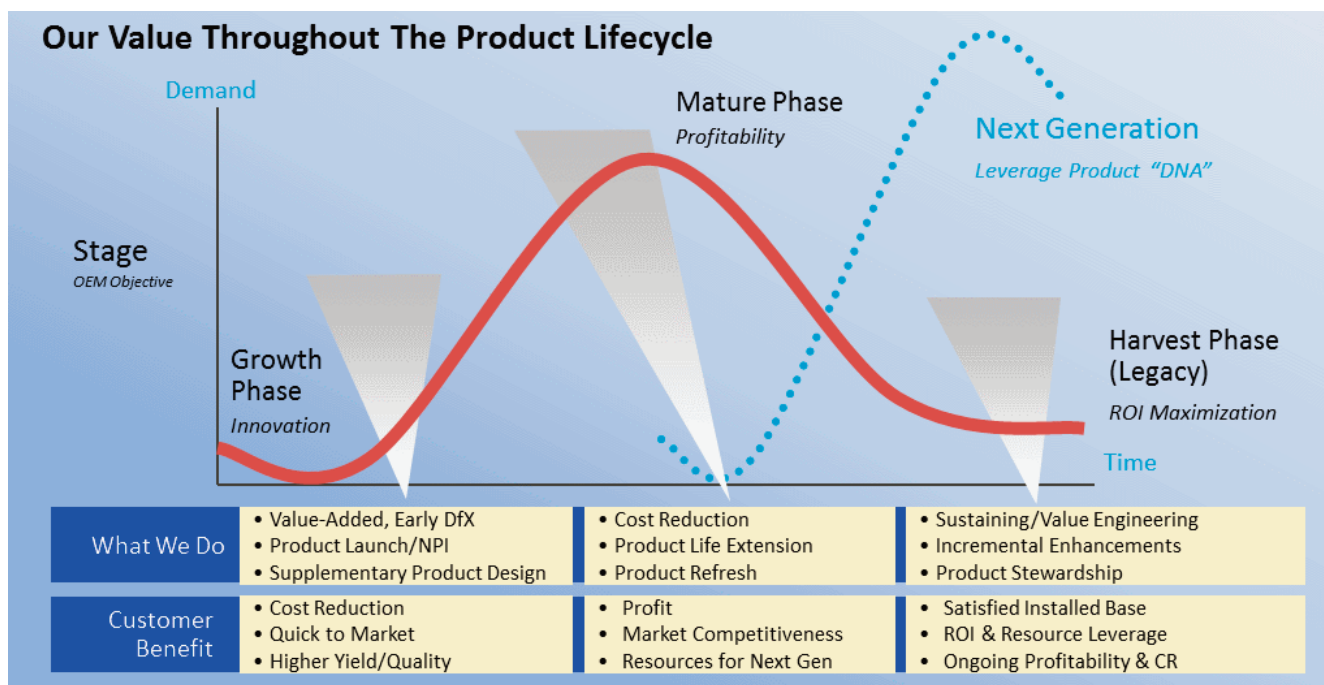 Our Value Throughout The Product Lifecycle
Demand
Mature Phase
Profitability
Next Generation
Leverage Product “DNA”
Stage
OEM Objective
Growth
Phase
Innovation
Harvest Phase
(Legacy)
ROI Maximization
Time
What We Do
• Value-Added, Early DfX
• Product Launch/NPI
• Supplementary Product Design
• Cost Reduction
• Product Life Extension
• Product Refresh
• Sustaining/Value Engineering
• Incremental Enhancements
• Product Stewardship
Customer
Benefit
• Cost Reduction
• Quick to Market
• Higher Yield/Quality
• Profit
• Market Competitiveness
• Resources for Next Gen
• Satisfied Installed Base
• ROI & Resource Leverage
• Ongoing Profitability & CR